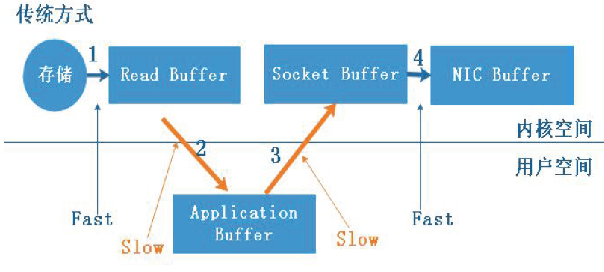 传统方式
存储
1
Read Buffer
Socket Buffer
4
NIC Buffer
内核空间
2
3
用户空间
Fast
Slow
Application
Buffer
Slow
Fast